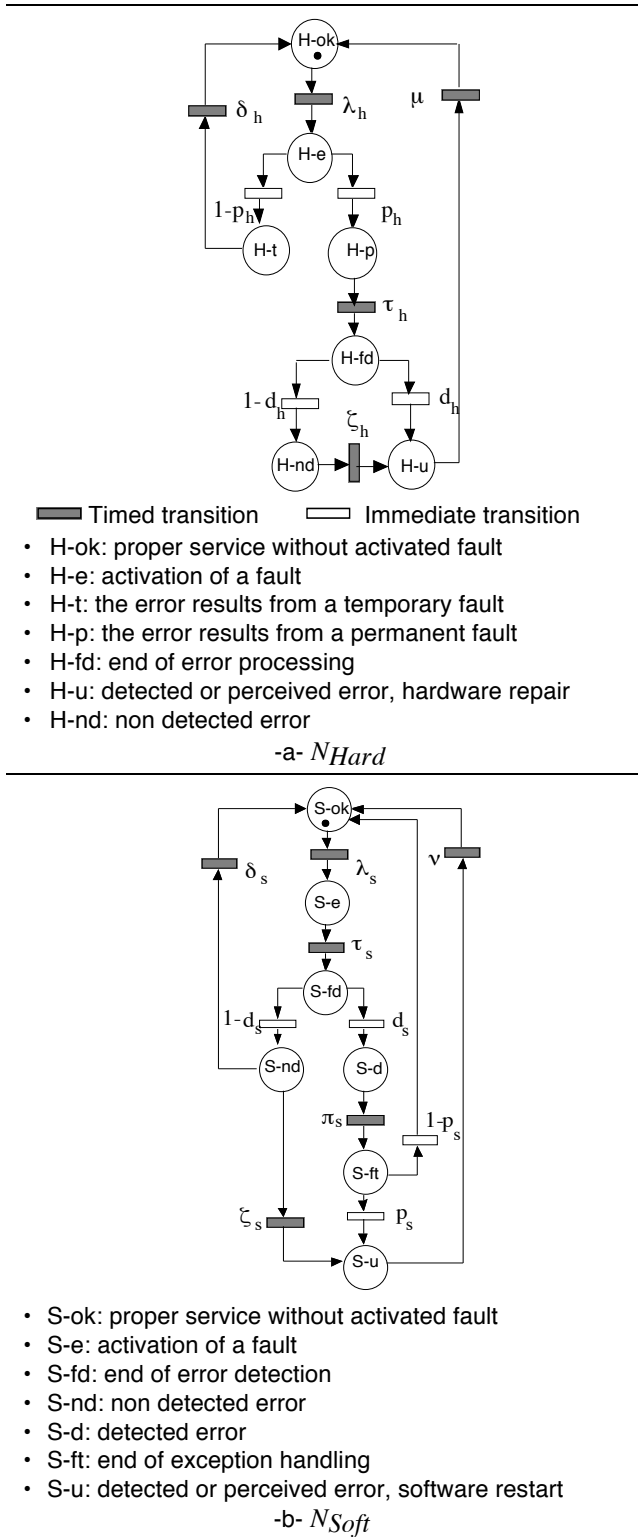 H-ok
δh
λh
μ
H-e
1-ph
ph
H-t
H-p
τh
H-fd
1-dh
dh
ζh
H-nd
H-u
Timed transition Immediate transition
• H-ok: proper service without activated fault
• H-e: activation of a fault
• H-t: the error results from a temporary fault
• H-p: the error results from a permanent fault
• H-fd: end of error processing
• H-u: detected or perceived error, hardware repair
• H-nd: non detected error
-a- NHard
S-ok
δs
λs
ν
S-e
τs
S-fd
1-ds
ds
S-nd
S-d
πs
1-ps
S-ft
ζs
ps
S-u
• S-ok: proper service without activated fault
• S-e: activation of a fault
• S-fd: end of error detection
• S-nd: non detected error
• S-d: detected error
• S-ft: end of exception handling
• S-u: detected or perceived error, software restart
-b- NSoft